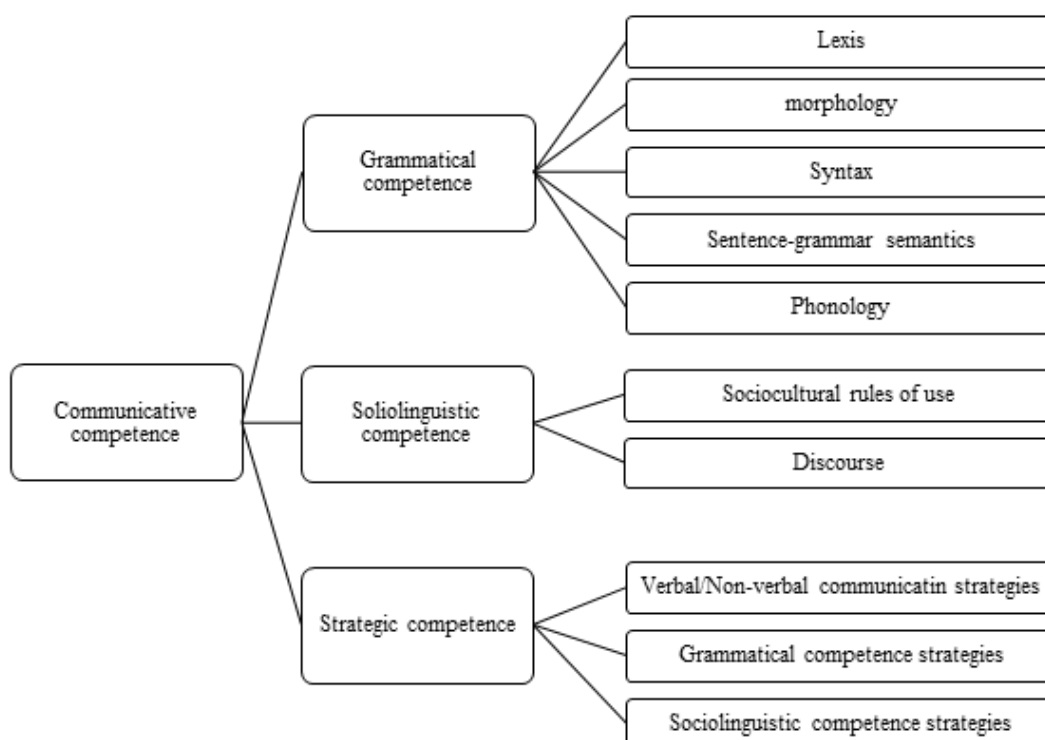 Communicative
competence
Grammatical
competence
Lexis
morphology
Syntax
Sentence-grammar semantics
Phonology
Soliolinguistic
competence
Sociocultural rules of use
Discourse
Strategic competence
Verbal/Non-verbal communicatin strategies
Grammatical competence strategies
Sociolinguistic competence strategies